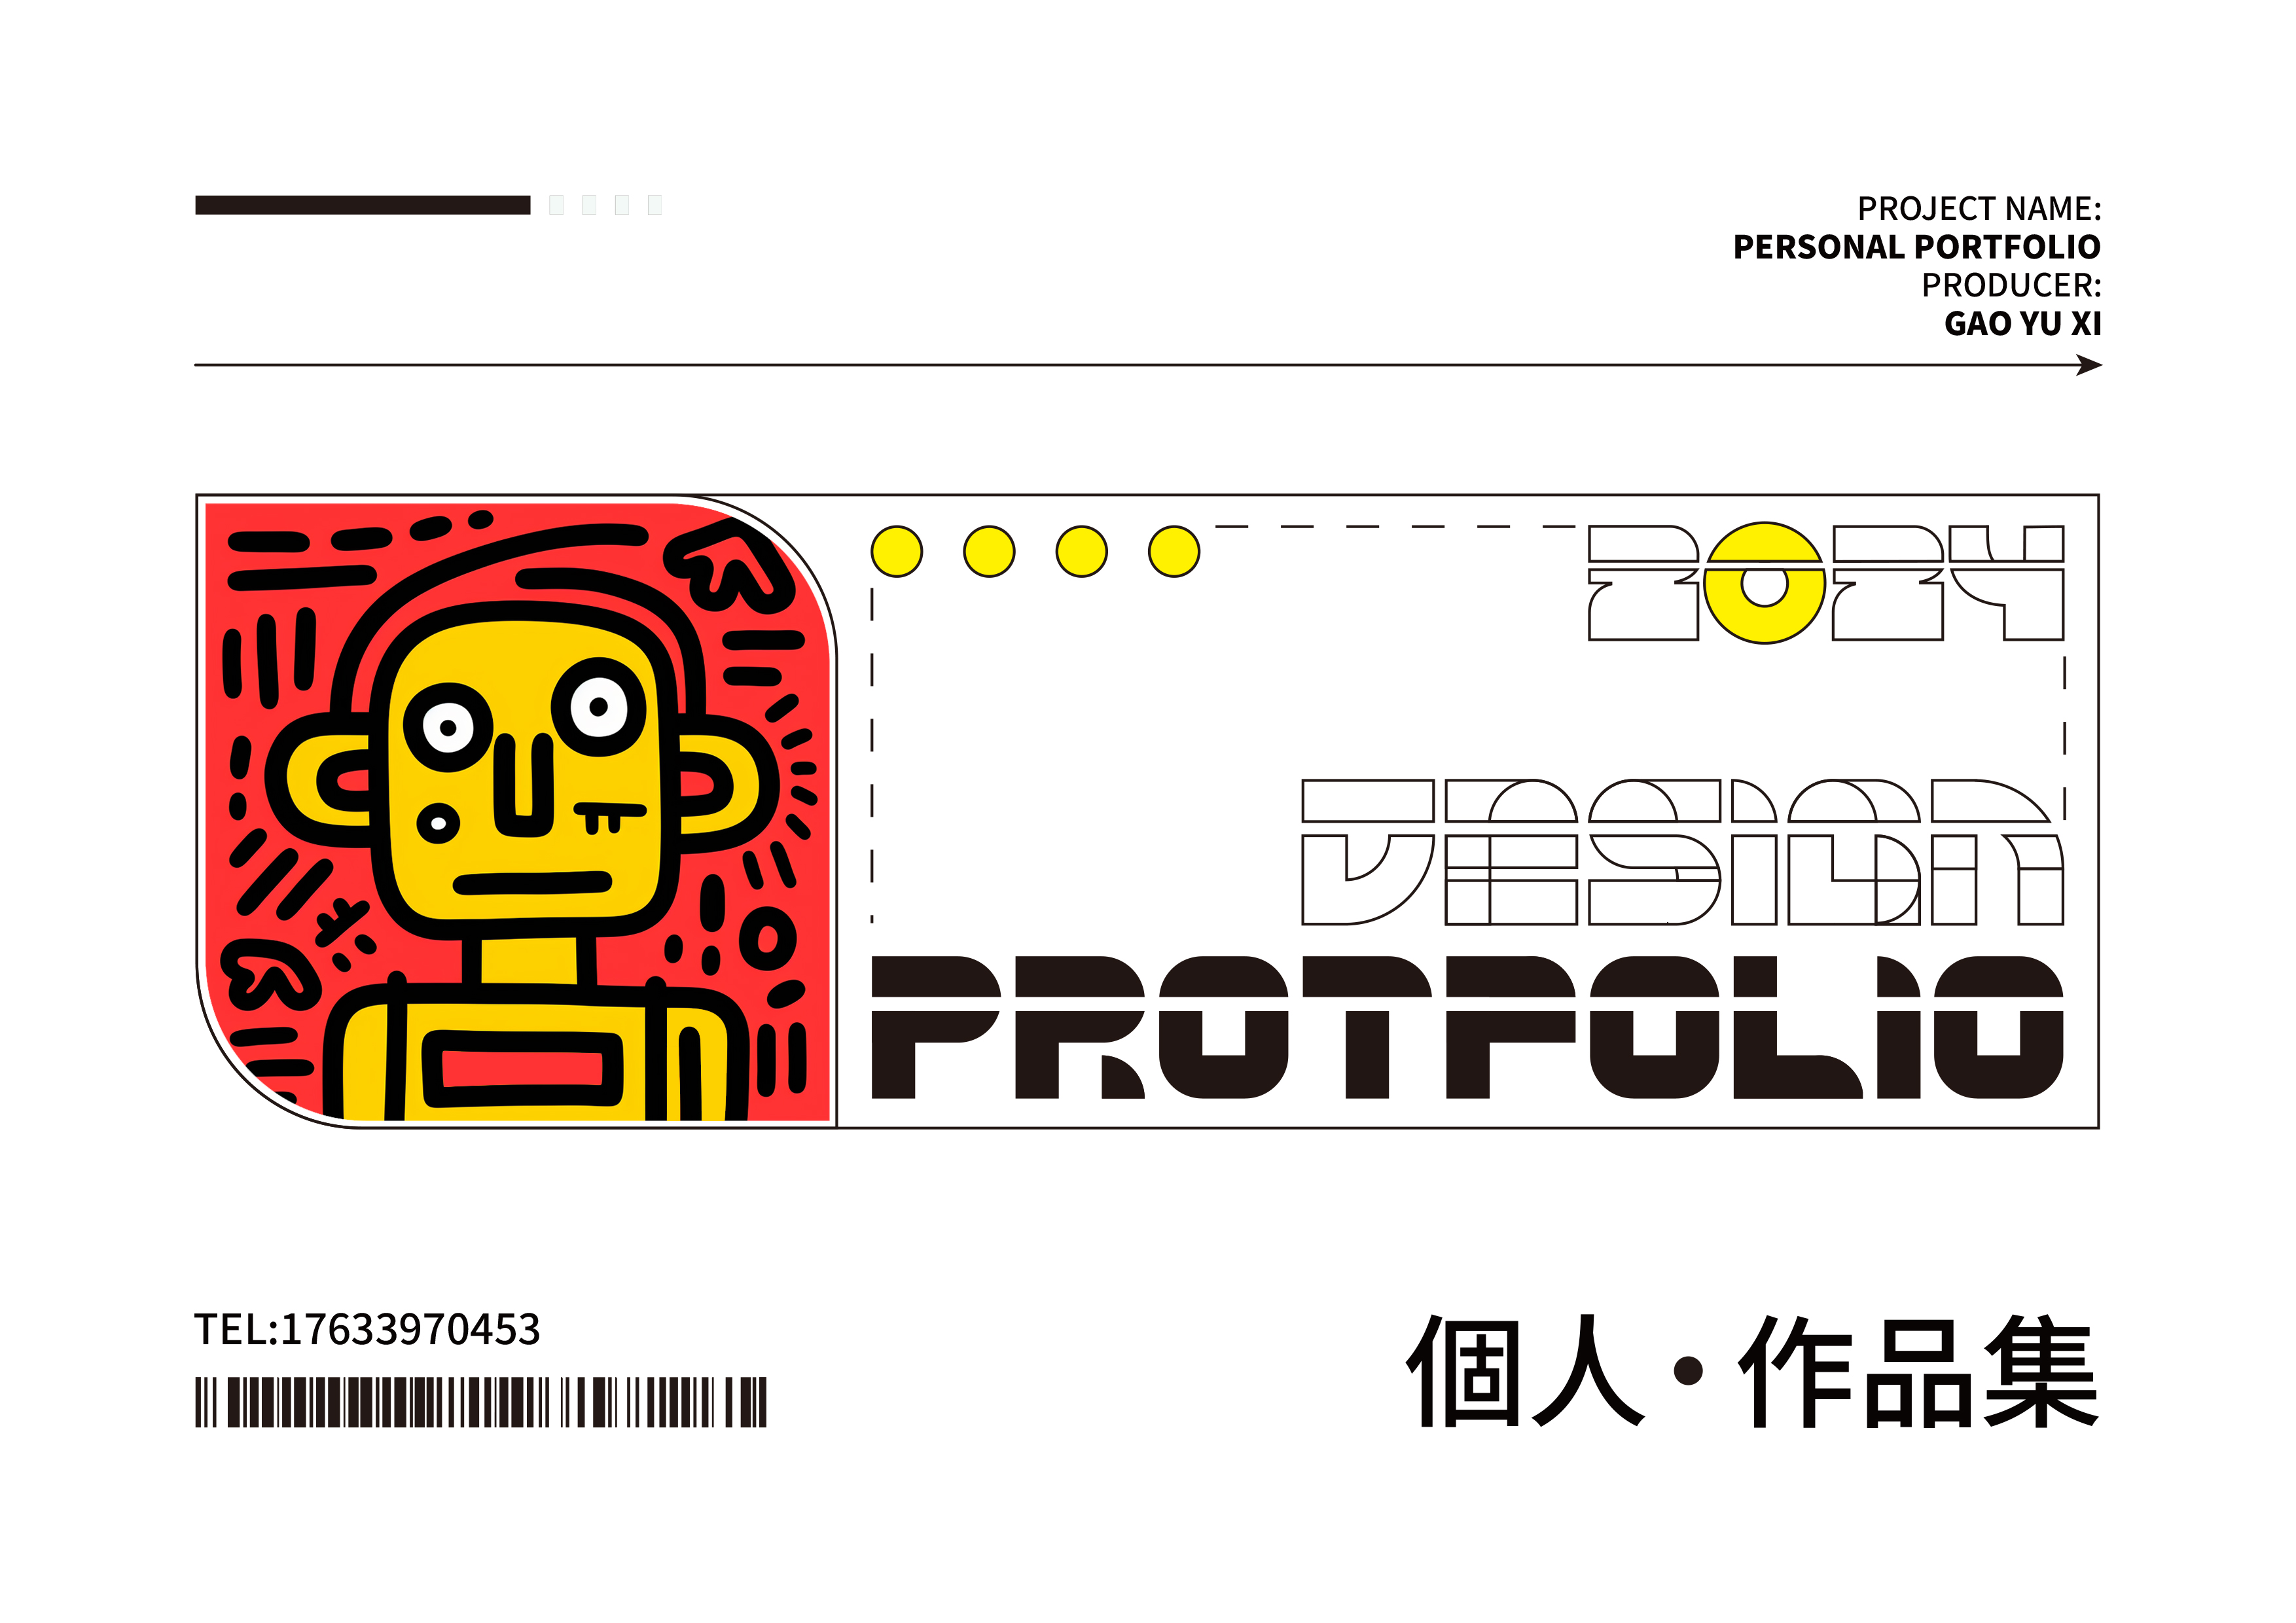 PROJECT NAME:
PERSONAL PORTFOLIO
PRODUCER:
GAO YU XI
2024
DESIGN
PROTFOLIO
TEL:17633970453
個人·作品集